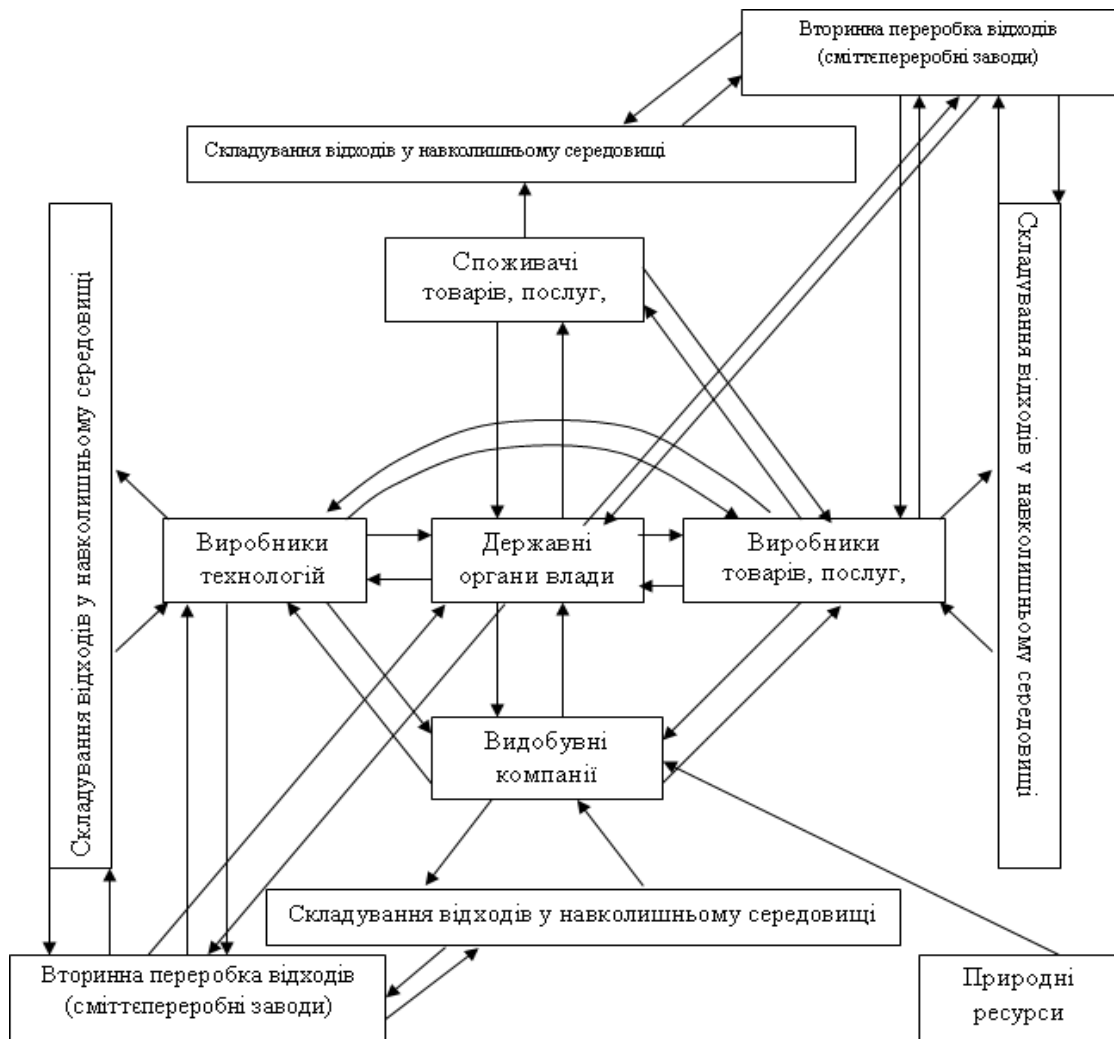 Вторинна переробка відходів
(сміттєпереробні заводи)
Складування відходів у навколишньому середовищі
Складування відходів у навколишньому середовищі
Складування відходів у навколишньому середовищі
Споживачі
товарів, послуг,
Виробники
технологій
Державні
органи влади
Виробники
товарів, послуг,
Видобувні
компанії
Складування відходів у навколишньому середовищі
Вторинна переробка відходів
(сміттєпереробні заводи)
Природні
ресурси